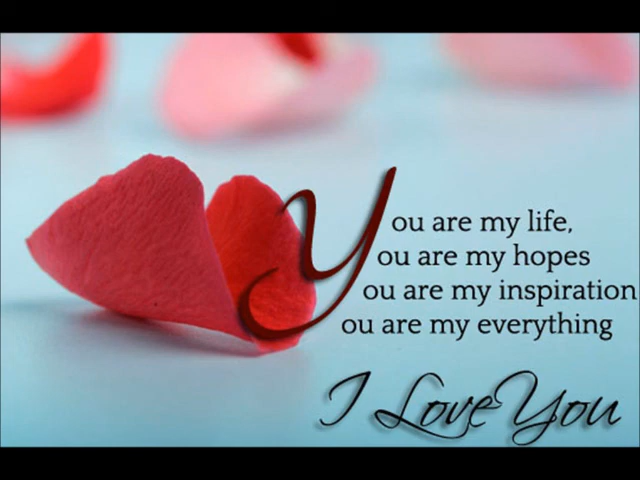 You are my life,
ou are my hopes
ou are my inspiration
ou are my everything
I Love You